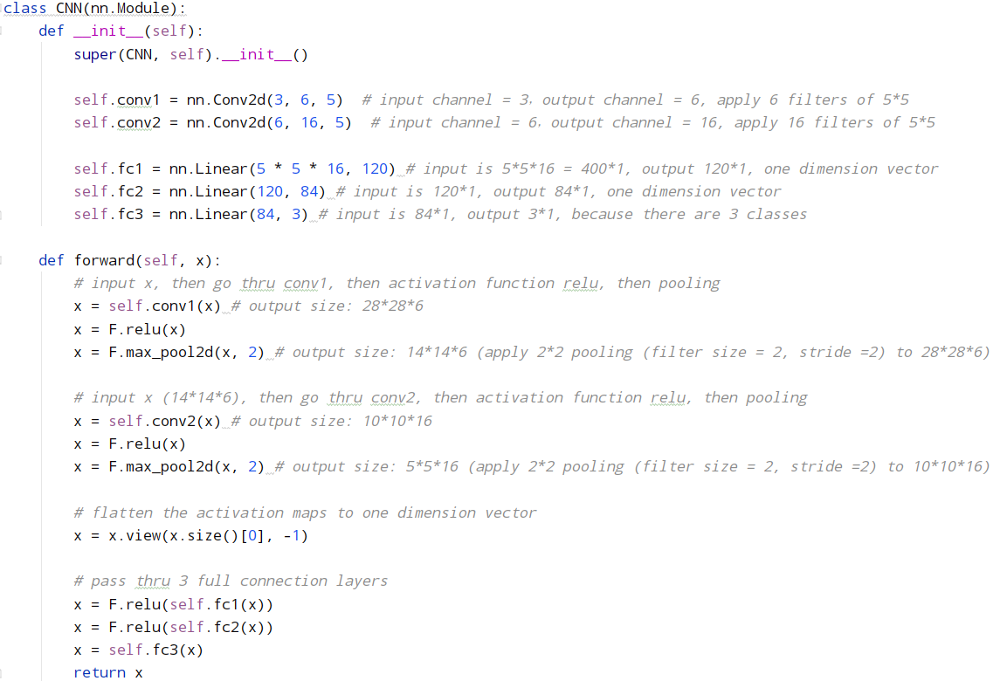 class CNN(nn.Module):
def __init__(self):
super(CNN, self).__init__()
self.conv1 = nn.Conv2d(3, 6, 5)  # input channel = 3, output channel = 6, apply 6 filters of 5*5
self.conv2 = nn.Conv2d(6, 16, 5)  # input channel = 6, output channel = 16, apply 16 filters of 5*5
self.fc1 = nn.Linear(5 * 5 * 16, 120) # input is 5*5*16 = 400*1, output 120*1, one dimension vector
self.fc2 = nn.Linear(120, 84) # input is 120*1, output 84*1, one dimension vector
self.fc3 = nn.Linear(84, 3) # input is 84*1, output 3*1, because there are 3 classes
def forward(self, x):
# input x, then go thru conv1, then activation function relu, then pooling
x = self.conv1(x) # output size: 28*28*6
x = F.relu(x)
x = F.max_pool2d(x, 2) # output size: 14*14*6 (apply 2*2 pooling (filter size = 2, stride =2) to 28*28*6)
# input x (14*14*6), then go thru conv2, then activation function relu, then pooling
x = self.conv2(x) # output size: 10*10*16
x = F.relu(x)
x = F.max_pool2d(x, 2) # output size: 5*5*16 (apply 2*2 pooling (filter size = 2, stride =2) to 10*10*16)
# flatten the activation maps to one dimension vector
x = x.view(x.size()[0], -1)
# pass thru 3 full connection layers
x = F.relu(self.fc1(x))
x = F.relu(self.fc2(x))
x = self.fc3(x)
return x